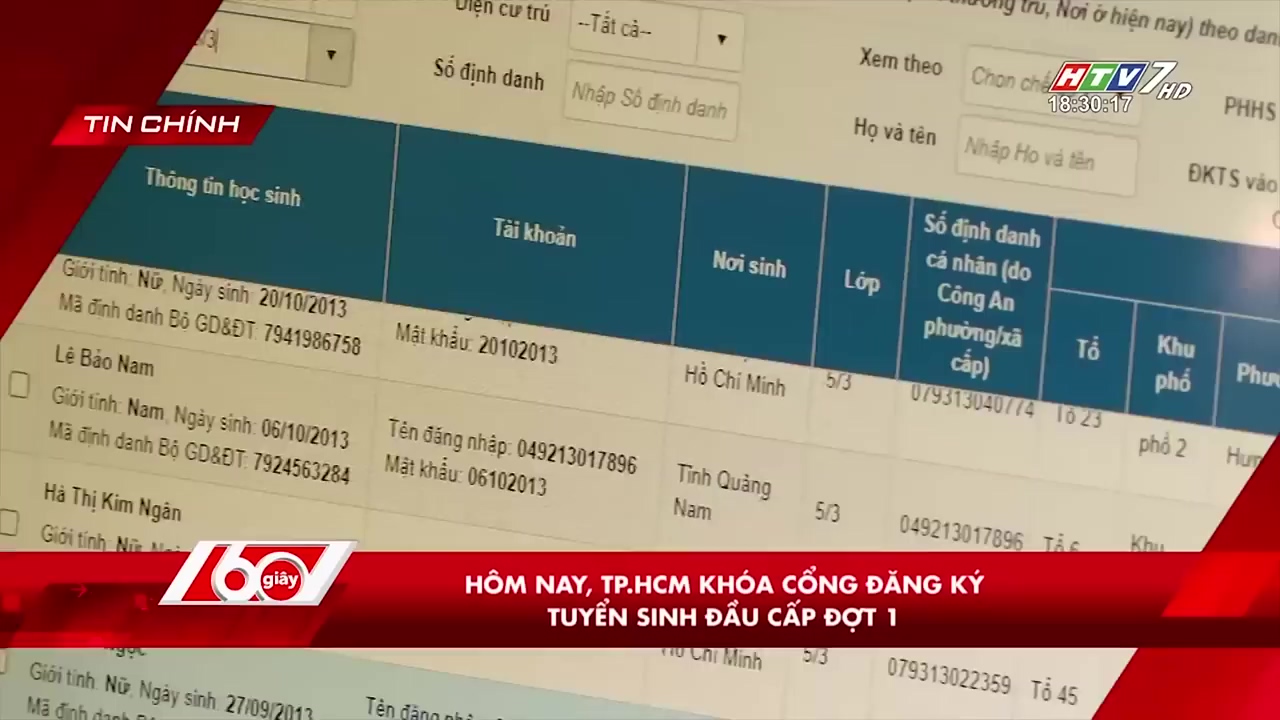 Diện cư trú
--Tất cả--
thường trú, Nơi ở hiện nay) theo
Số định danh
Nhập Số định danh
Xem theo
HTV7 HD
18:30:17
PHHS
TIN CHÍNH
Họ và tên
Nhập Họ và tên
ĐKTS vào
Thông tin học sinh
Tài khoản
Nơi sinh
Lớp
Số định danh
cá nhân (do
Công An
phường/xã
cấp)
Tổ
Khu
phố
Giới tính: Nữ, Ngày sinh: 20/10/2013
Mã định danh Bộ GD&ĐT: 7941986758
Mật khẩu: 20102013
Hồ Chí Minh
5/3
079313040774
Tổ 23
phố 2
Lê Bảo Nam
Giới tính: Nam, Ngày sinh: 06/10/2013
Mã định danh Bộ GD&ĐT: 7924563284
Tên đăng nhập: 049213017896
Mật khẩu: 06102013
Tỉnh Quảng
Nam
5/3
049213017896
Tổ 6
Khu
Hà Thị Kim Ngân
Giới tính: Nữ,
60 giây
HÔM NAY, TP.HCM KHÓA CỔNG ĐĂNG KÝ
TUYỂN SINH ĐẦU CẤP ĐỢT 1
Ngọc
Giới tính: Nữ, Ngày sinh: 27/09/2013
Mã định danh
Tên đăng
Hồ Chí Minh
5/3
079313022359
Tổ 45